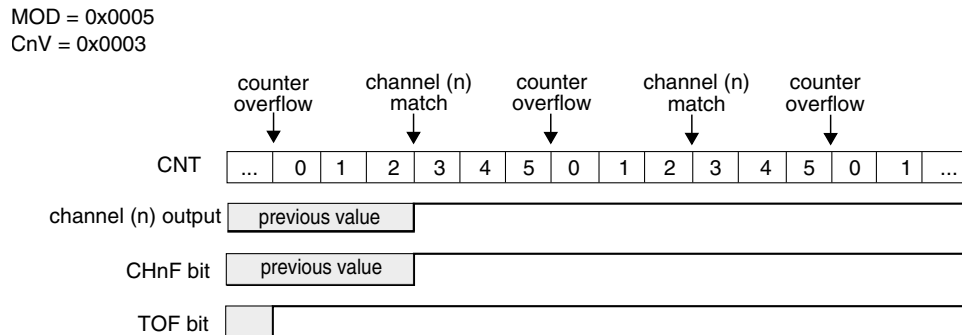 MOD = 0x0005
CnV = 0x0003
counter overflow
channel (n) match
counter overflow
channel (n) match
counter overflow
CNT ... 0 1 2 3 4 5 0 1 2 3 4 5 0 1 ...
channel (n) output previous value
CHnF bit previous value
TOF bit